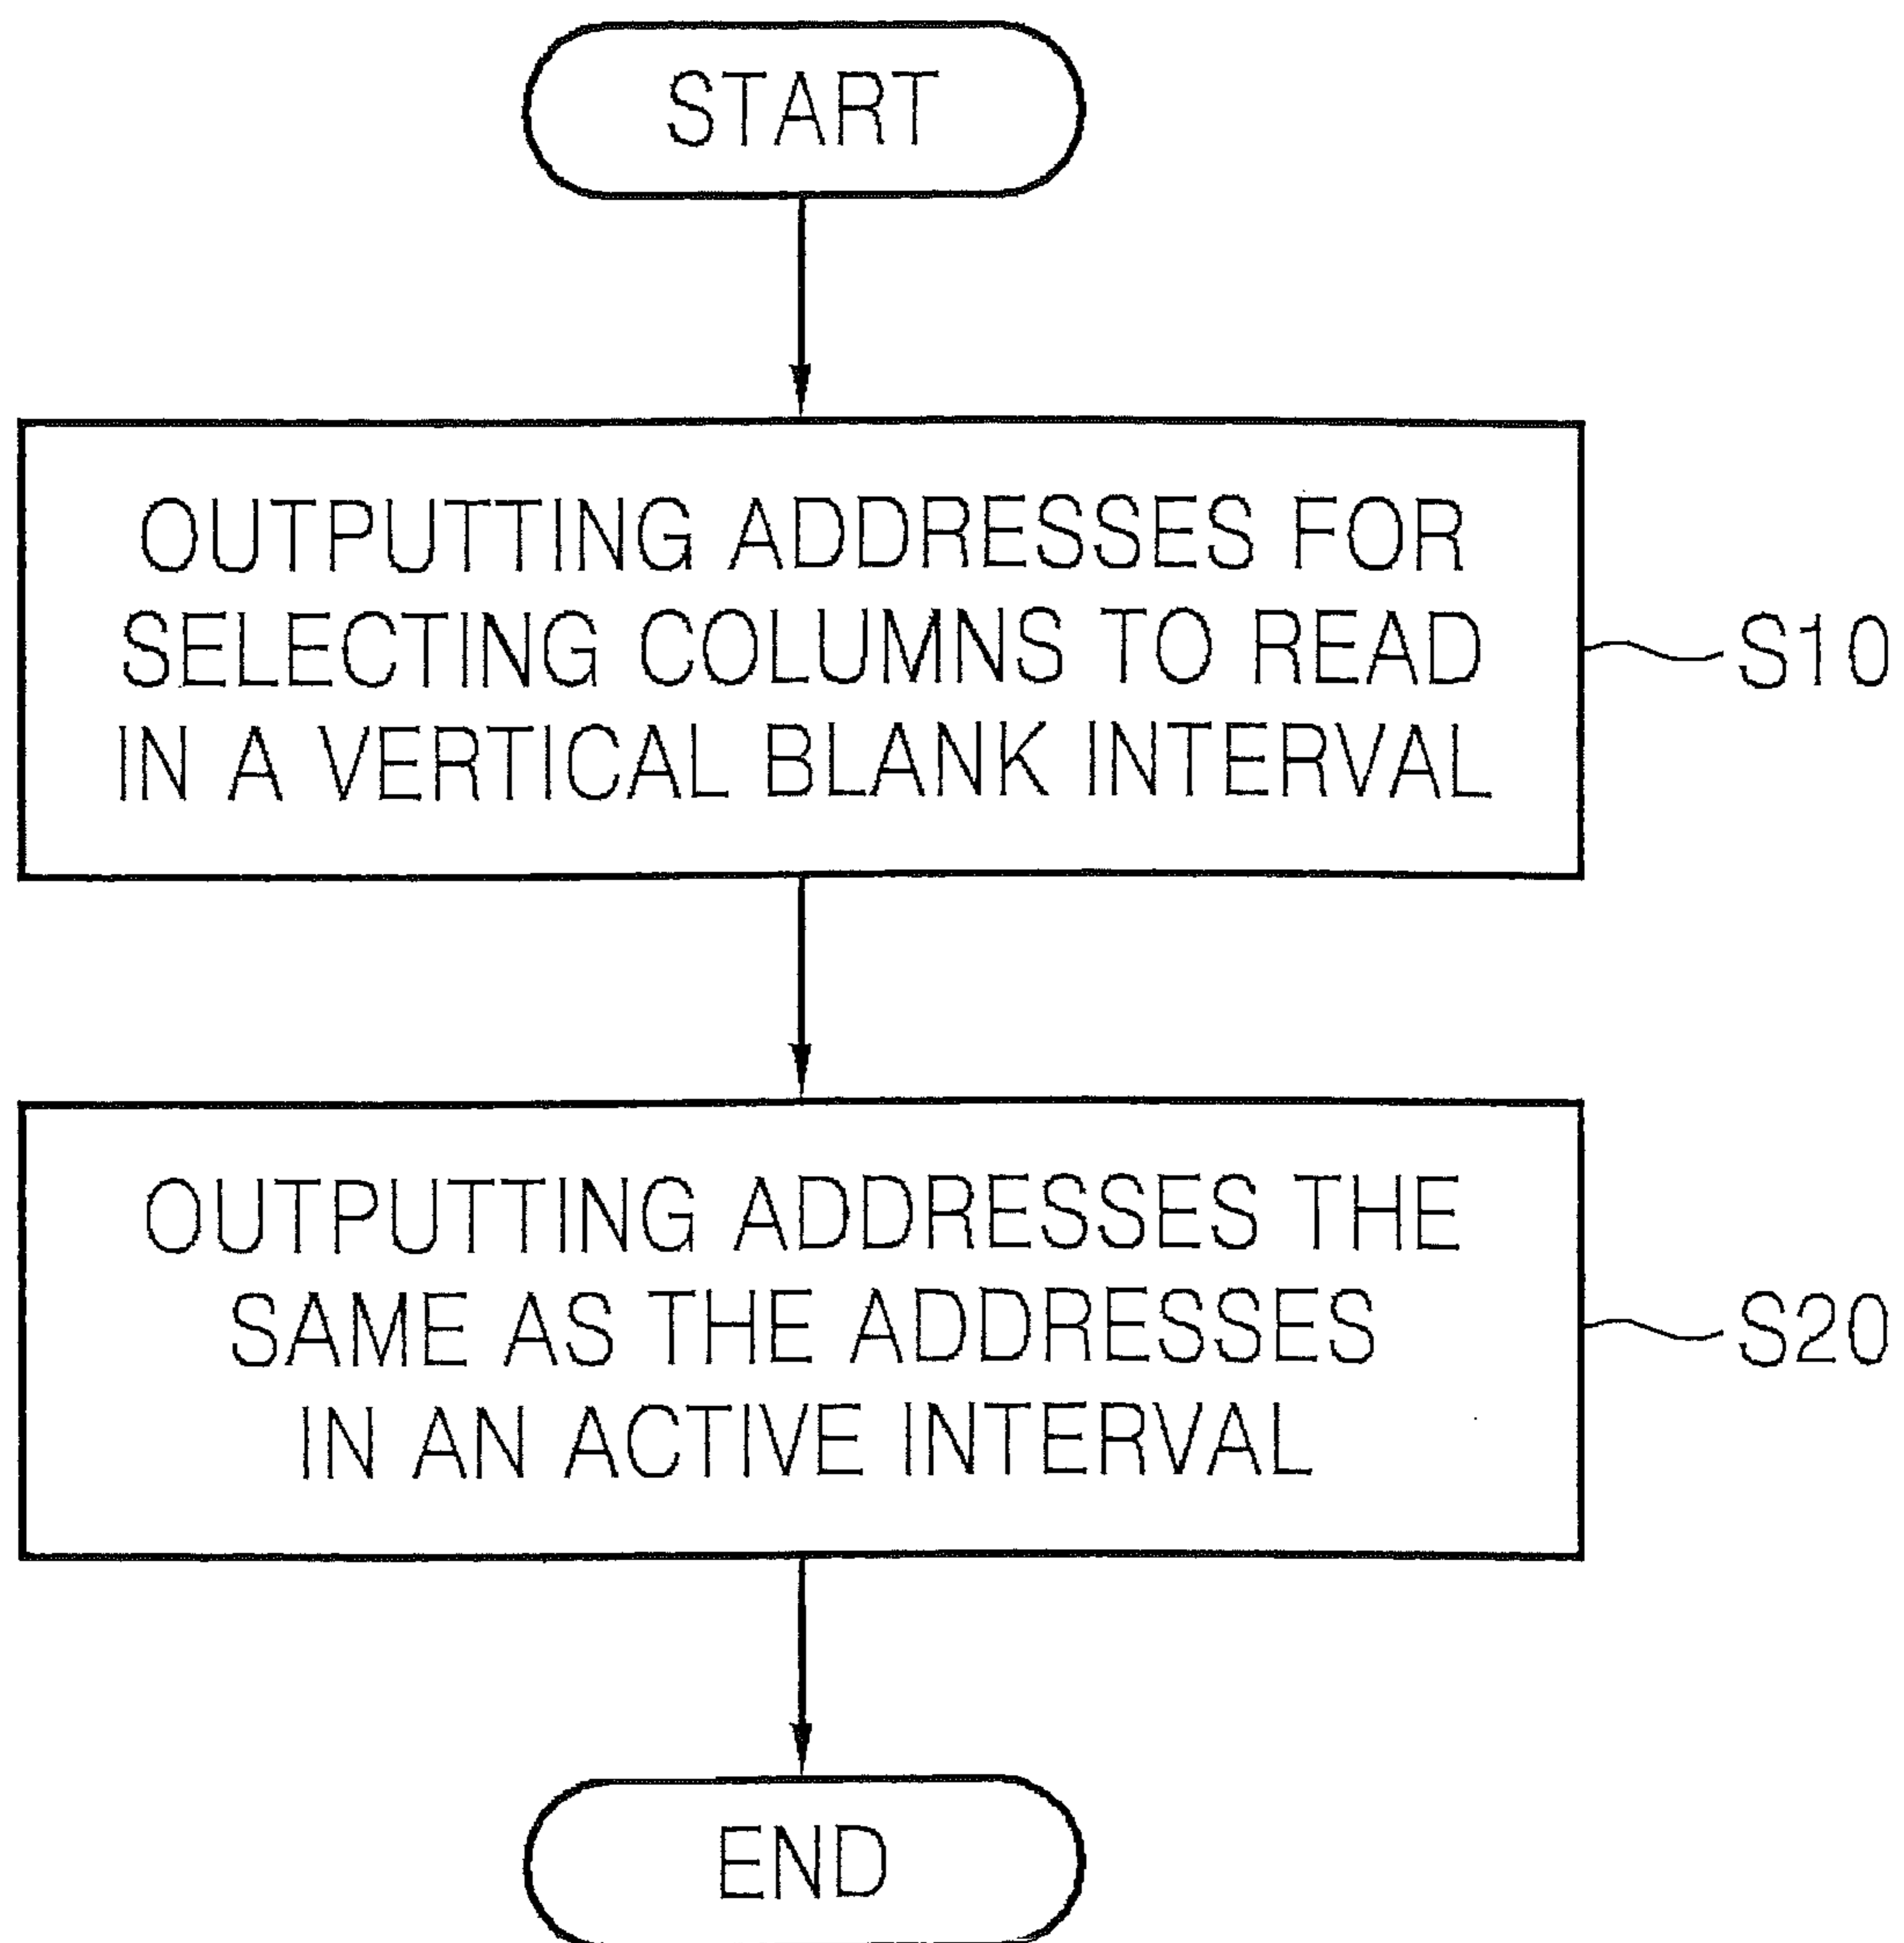 START
OUTPUTTING ADDRESSES FOR
SELECTING COLUMNS TO READ
IN A VERTICAL BLANK INTERVAL
S10
OUTPUTTING ADDRESSES THE
SAME AS THE ADDRESSES
IN AN ACTIVE INTERVAL
S20
END